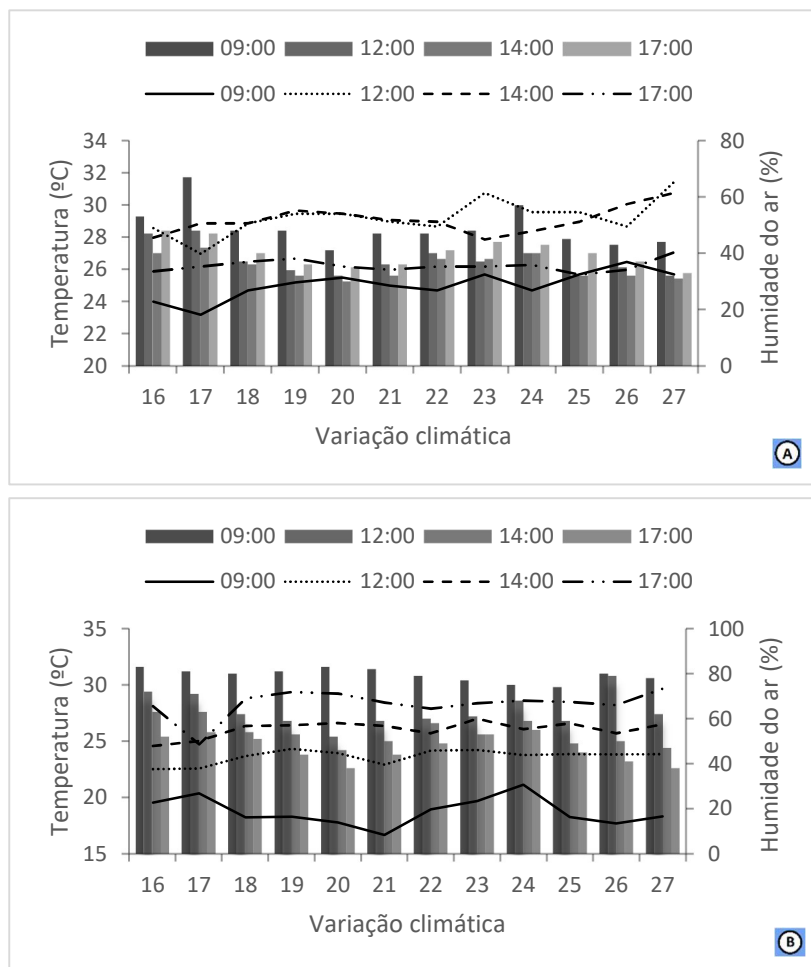 09:00 12:00 14:00 17:00
09:00 12:00 14:00 17:00
34 80
32
30 60
28
26 40
24 20
22
20 0
Temperatura (ºC)
Humidade do ar (%)
16 17 18 19 20 21 22 23 24 25 26 27
Variação climática
A
09:00 12:00 14:00 17:00
09:00 12:00 14:00 17:00
35 100
30 80
25 60
40
20 20
15 0
Temperatura (ºC)
Humidade do ar (%)
16 17 18 19 20 21 22 23 24 25 26 27
Variação climática
B